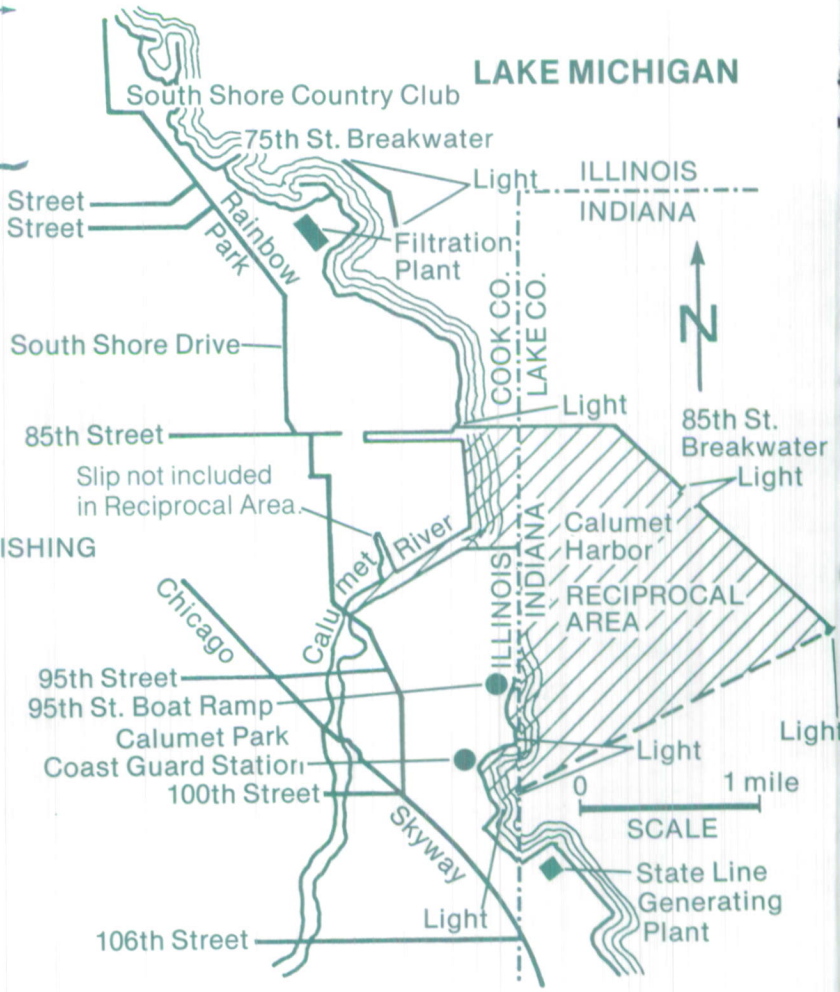 LAKE MICHIGAN
South Shore Country Club
75th St. Breakwater
Light
ILLINOIS
INDIANA
Street
Street
Rainbow
Park
Filtration
Plant
COOK CO.
LAKE CO.
N
South Shore Drive
Light
85th St.
Breakwater
85th Street
Light
Slip not included
in Reciprocal Area.
Calumet
Harbor
River
ISHING
ILLINOIS
INDIANA
RECIPROCAL
AREA
Calu
met
Chicago
95th Street
95th St. Boat Ramp
Calumet Park
Coast Guard Station
100th Street
Light
Light
0
1 mile
SCALE
Skyway
State Line
Generating
Plant
Light
106th Street